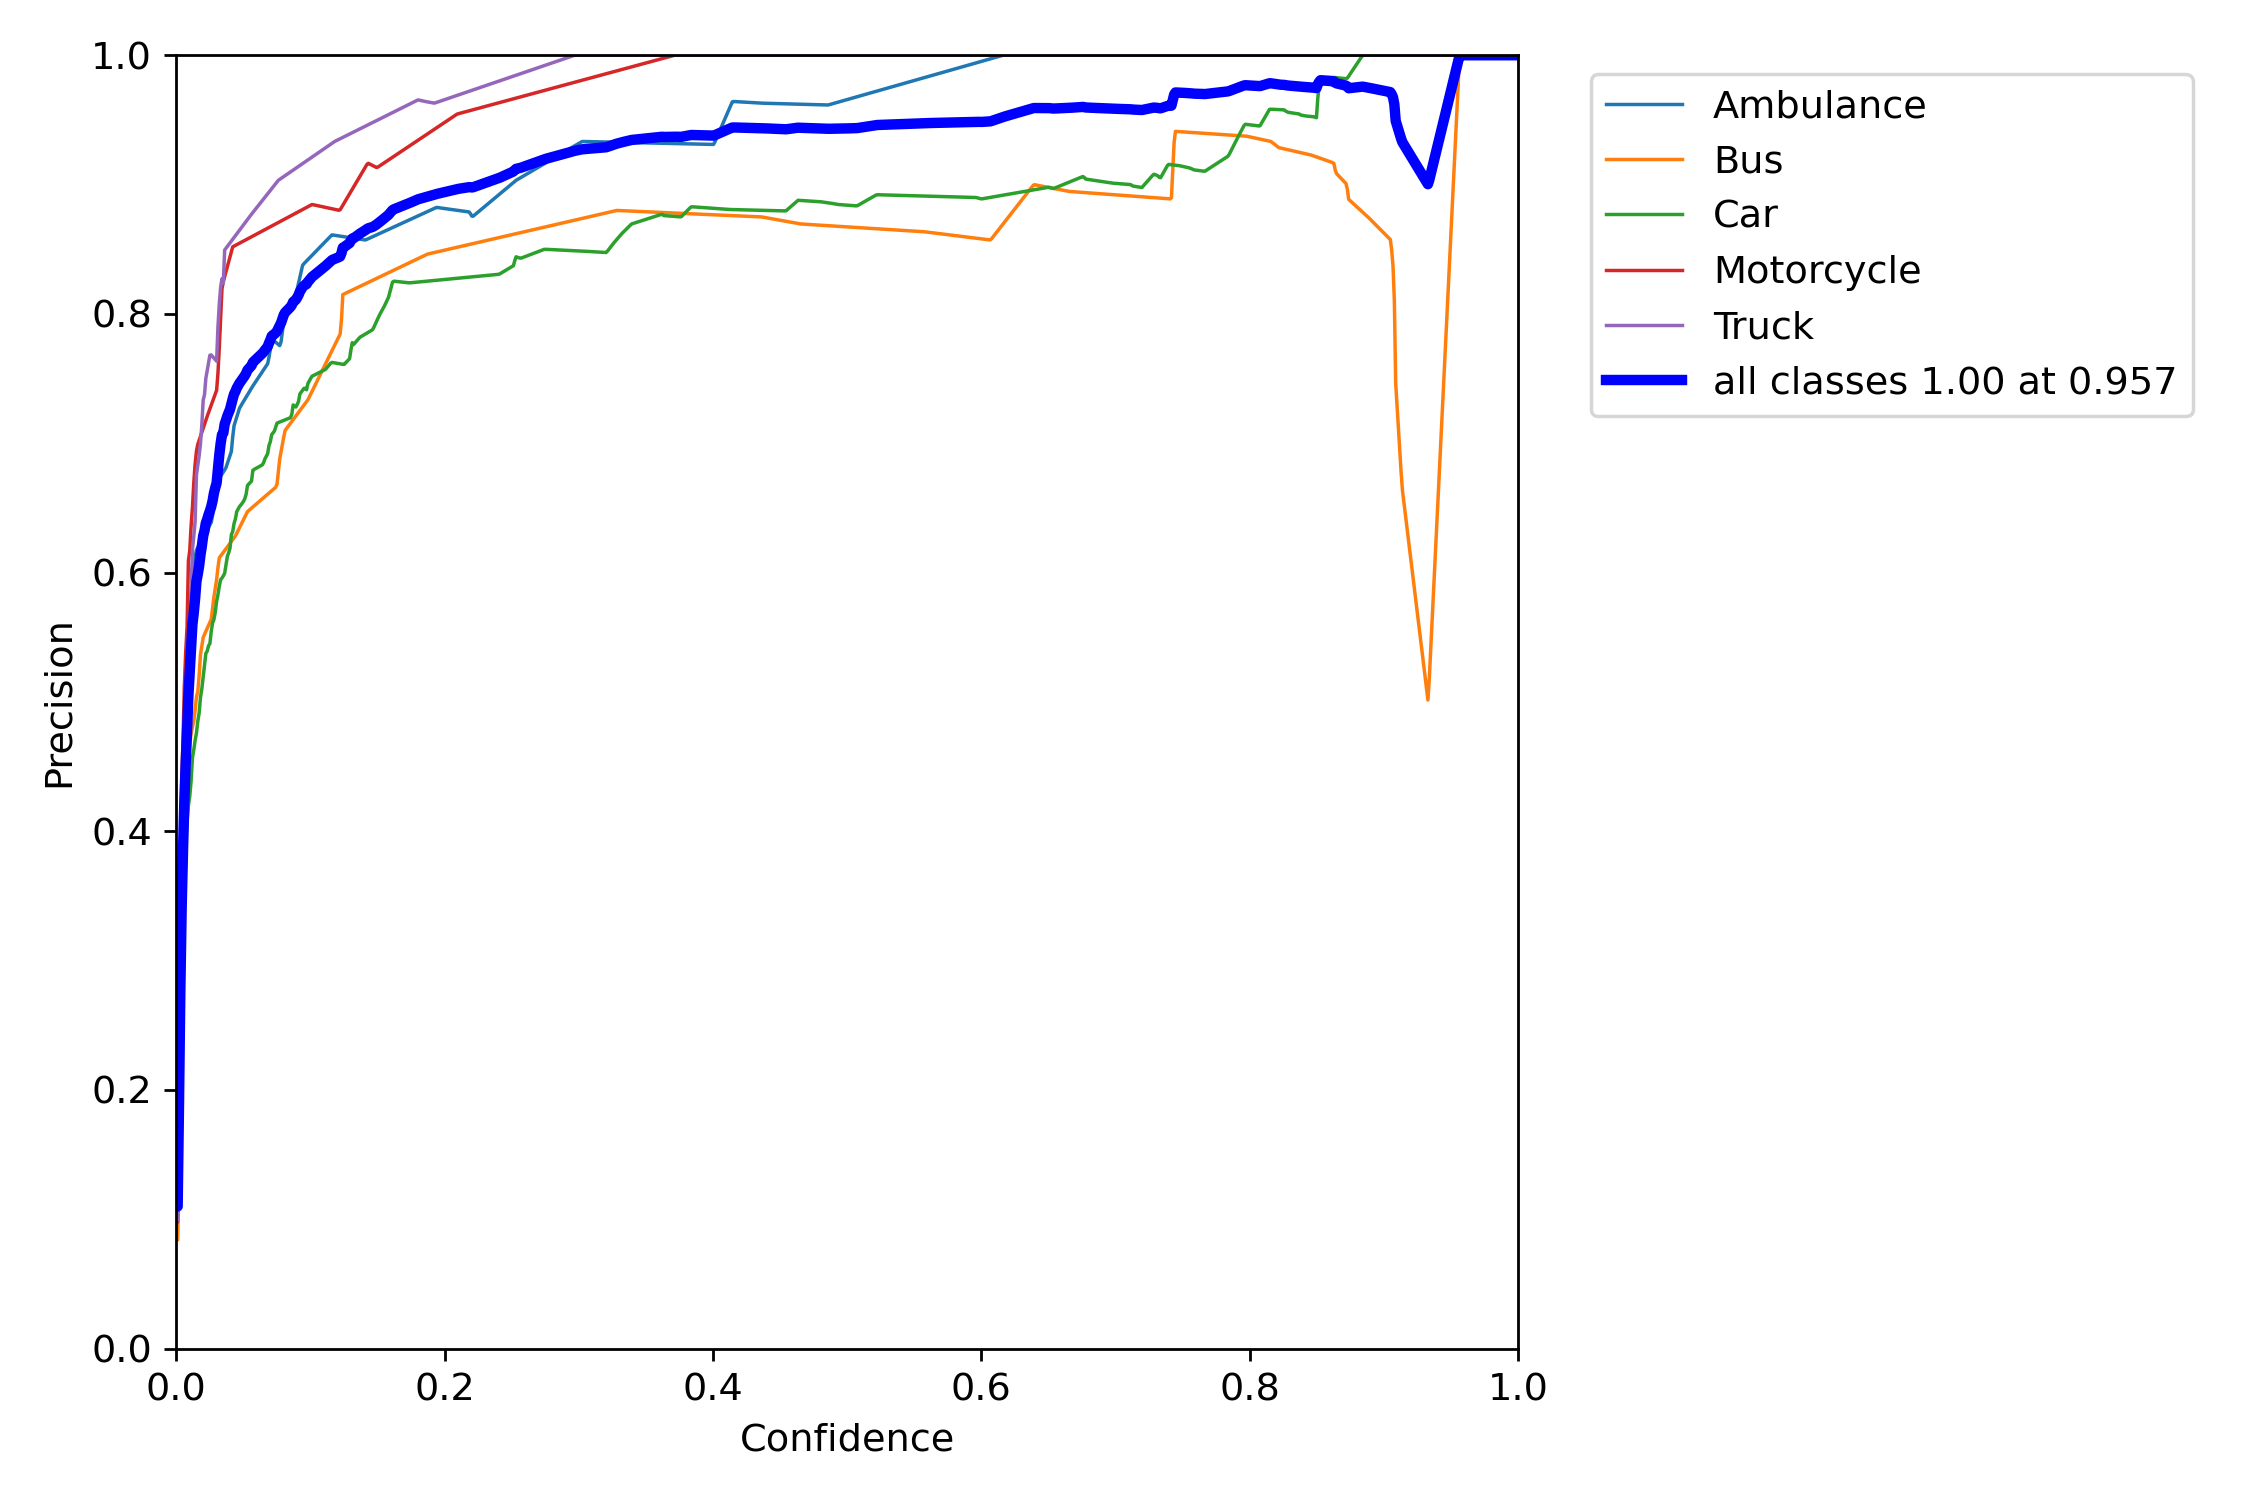 1.0
0.8
0.6
0.4
0.2
0.0
Precision
0.0 0.2 0.4 0.6 0.8 1.0
Confidence
Ambulance
Bus
Car
Motorcycle
Truck
all classes 1.00 at 0.957